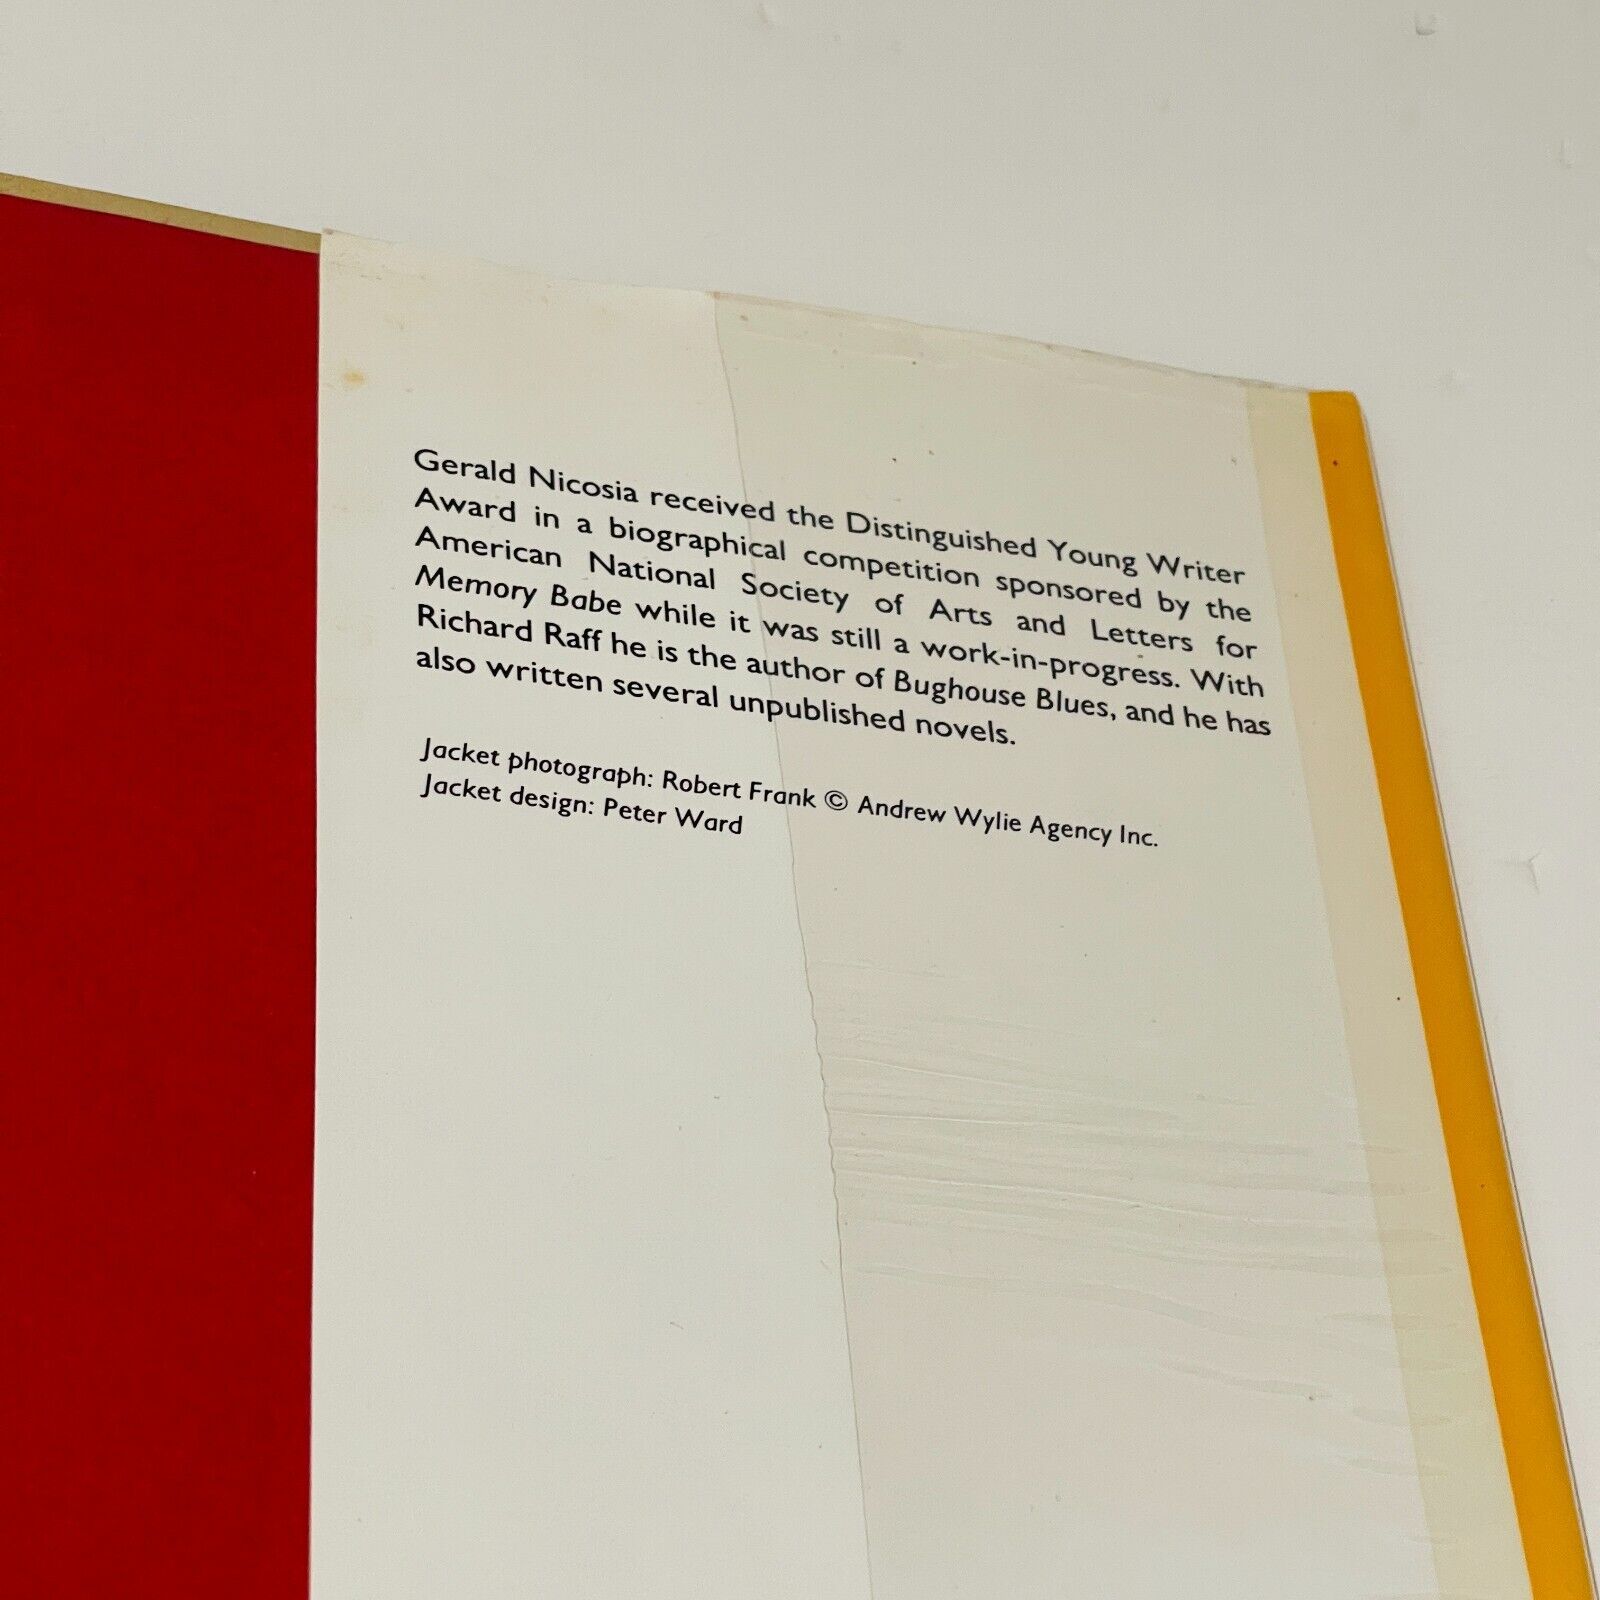 Gerald Nicosia received the Distinguished Young Writer
Award in a biographical competition sponsored by the
American National Society of Arts and Letters for
Memory Babe while it was still a work-in-progress. With
Richard Raff he is the author of Bughouse Blues, and he has
also written several unpublished novels.
Jacket photograph: Robert Frank © Andrew Wylie Agency Inc.
Jacket design: Peter Ward